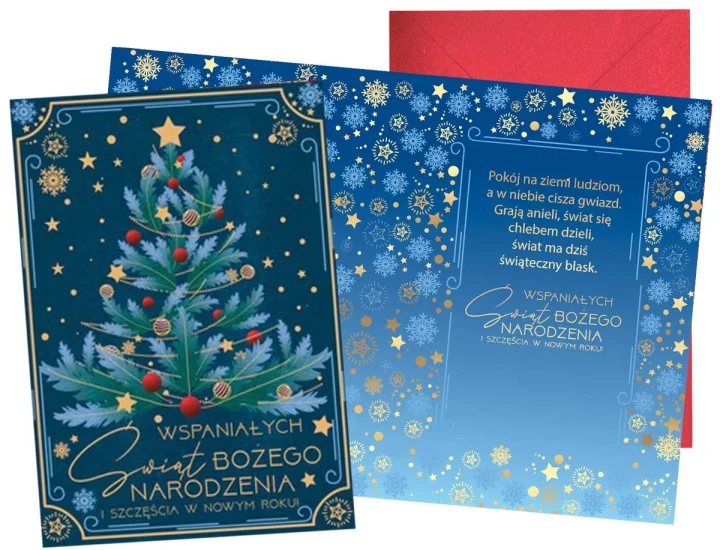 WSPANIAŁYCH
Świąt BOŻEGO
NARODZENIA
I SZCZĘŚCIA W NOWYM ROKU!
Pokój na ziemi ludziom,
a w niebie cisza gwiazd.
Grają anieli, świat się
chlebem dzieli,
świat ma dziś
świąteczny blask.
WSPANIAŁYCH
Świąt BOŻEGO
NARODZENIA
I SZCZĘŚCIA W NOWYM ROKU!